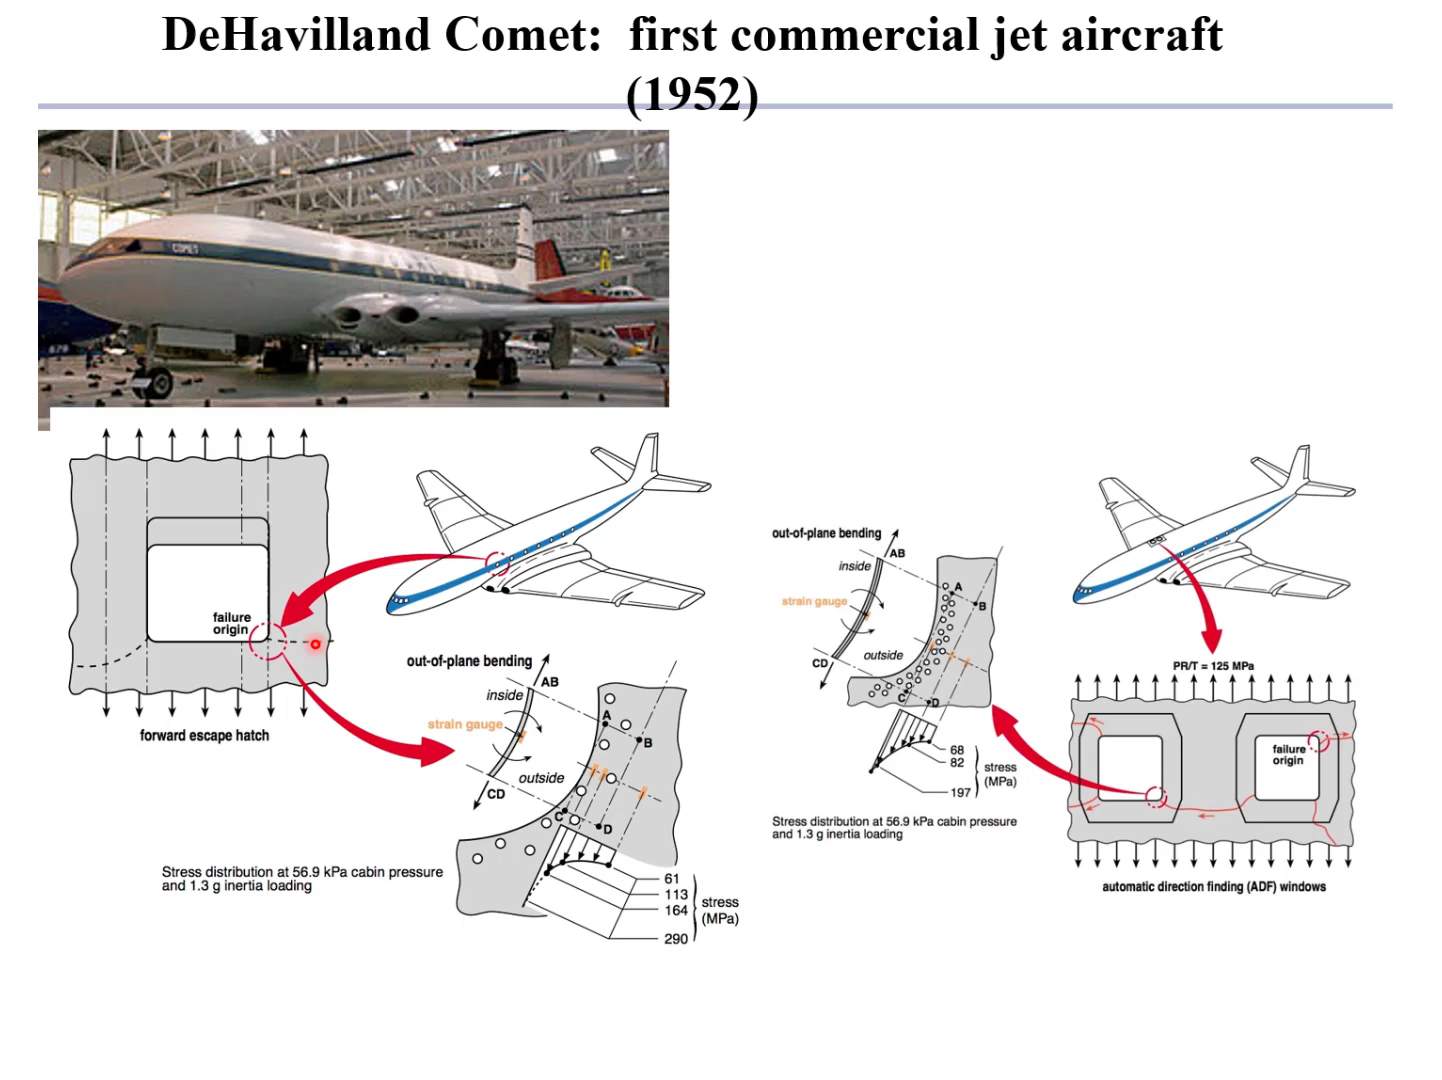 DeHavilland Comet: first commercial jet aircraft
(1952)
COMET
failure
origin
forward escape hatch
out-of-plane bending
AB
inside
strain gauge
outside
CD
A
B
C
D
Stress distribution at 56.9 kPa cabin pressure
and 1.3 g inertia loading
61
113
164
290
stress
(MPa)
out-of-plane bending
AB
inside
strain gauge
outside
CD
A
B
C
D
68
82
197
stress
(MPa)
Stress distribution at 56.9 kPa cabin pressure
and 1.3 g inertia loading
PR/T = 125 MPa
failure
origin
automatic direction finding (ADF) windows